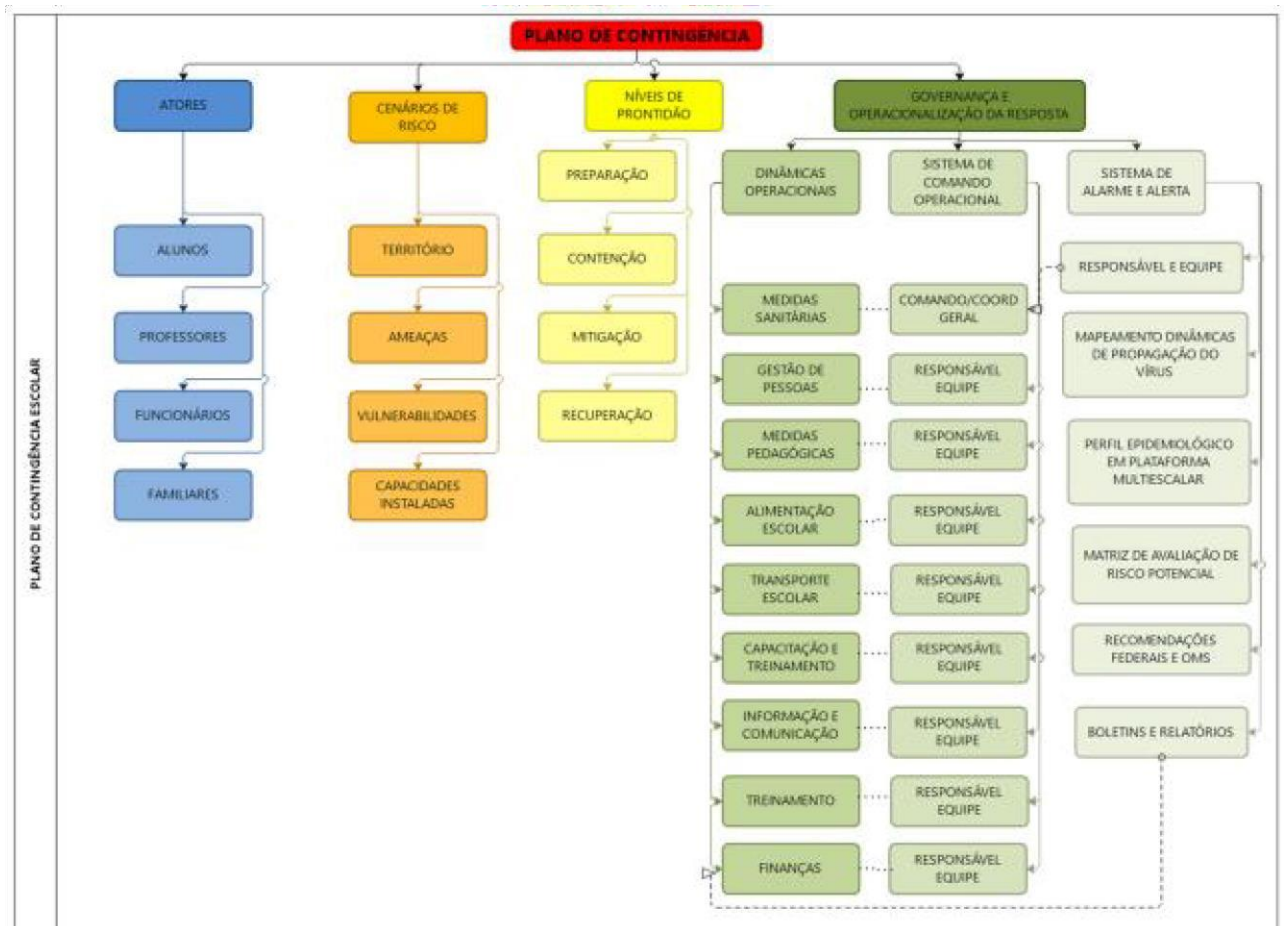 PLANO DE CONTINGÊNCIA
PLANO DE CONTINGÊNCIA ESCOLAR
ATORES
ALUNOS
PROFESSORES
FUNCIONÁRIOS
FAMILIARES
CENÁRIOS DE
RISCO
TERRITÓRIO
AMEAÇAS
VULNERABILIDADES
CAPACIDADES
INSTALADAS
NÍVEIS DE
PRONTIDÃO
PREPARAÇÃO
CONTENÇÃO
MITIGAÇÃO
RECUPERAÇÃO
GOVERNANÇA E
OPERACIONALIZAÇÃO DA RESPOSTA
DINÂMICAS
OPERACIONAIS
MEDIDAS
SANITÁRIAS
GESTÃO DE
PESSOAS
MEDIDAS
PEDAGÓGICAS
ALIMENTAÇÃO
ESCOLAR
TRANSPORTE
ESCOLAR
CAPACITAÇÃO E
TREINAMENTO
INFORMAÇÃO E
COMUNICAÇÃO
TREINAMENTO
FINANÇAS
SISTEMA DE
COMANDO
OPERACIONAL
COMANDO/COORD
GERAL
RESPONSÁVEL
EQUIPE
RESPONSÁVEL
EQUIPE
RESPONSÁVEL
EQUIPE
RESPONSÁVEL
EQUIPE
RESPONSÁVEL
EQUIPE
RESPONSÁVEL
EQUIPE
RESPONSÁVEL
EQUIPE
RESPONSÁVEL
EQUIPE
SISTEMA DE
ALARME E ALERTA
RESPONSÁVEL E EQUIPE
MAPEAMENTO DINÂMICAS
DE PROPAGAÇÃO DO
VÍRUS
PERFIL EPIDEMIOLÓGICO
EM PLATAFORMA
MULTIESCALAR
MATRIZ DE AVALIAÇÃO DE
RISCO POTENCIAL
RECOMENDAÇÕES
FEDERAIS E OMS
BOLETINS E RELATÓRIOS